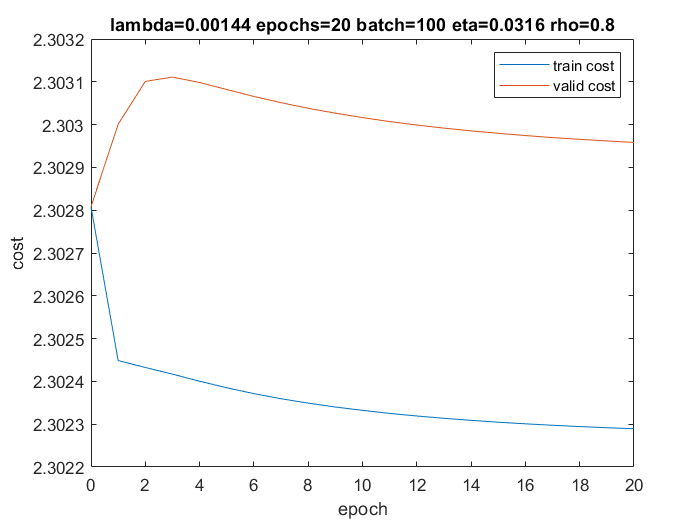 lambda=0.00144 epochs=20 batch=100 eta=0.0316 rho=0.8
2.3032
2.3031
2.303
2.3029
2.3028
2.3027
2.3026
2.3025
2.3024
2.3023
2.3022
cost
train cost
valid cost
0 2 4 6 8 10 12 14 16 18 20
epoch